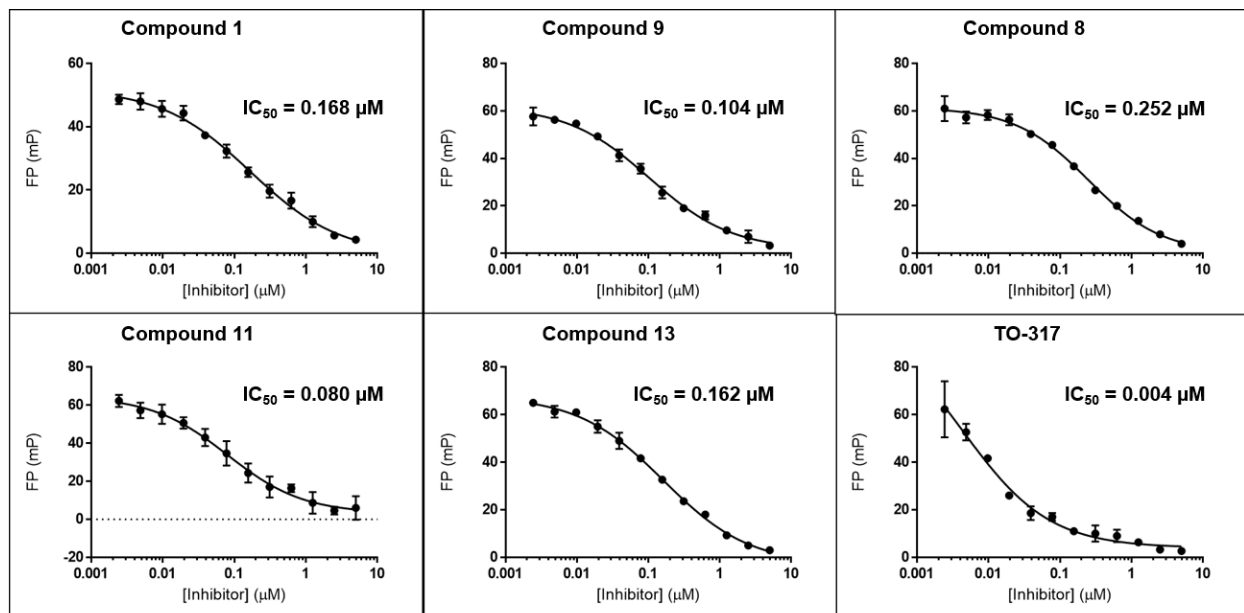 Compound 1
60
40
20
0
FP (mP)
IC50 = 0.168 µM
0.001 0.01 0.1 1 10
[Inhibitor] (µM)
Compound 9
80
60
40
20
0
FP (mP)
IC50 = 0.104 µM
0.001 0.01 0.1 1 10
[Inhibitor] (µM)
Compound 8
80
60
40
20
0
FP (mP)
IC50 = 0.252 µM
0.001 0.01 0.1 1 10
[Inhibitor] (µM)
Compound 11
80
60
40
20
0
-20
FP (mP)
IC50 = 0.080 µM
0.001 0.01 0.1 1 10
[Inhibitor] (µM)
Compound 13
80
60
40
20
0
FP (mP)
IC50 = 0.162 µM
0.001 0.01 0.1 1 10
[Inhibitor] (µM)
TO-317
80
60
40
20
0
FP (mP)
IC50 = 0.004 µM
0.001 0.01 0.1 1 10
[Inhibitor] (µM)